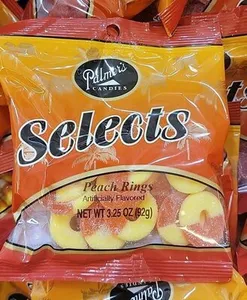 Palmer's
CANDIES
Selects
Peach Rings
Artificially Flavored
NET WT 3.25 OZ (92g)